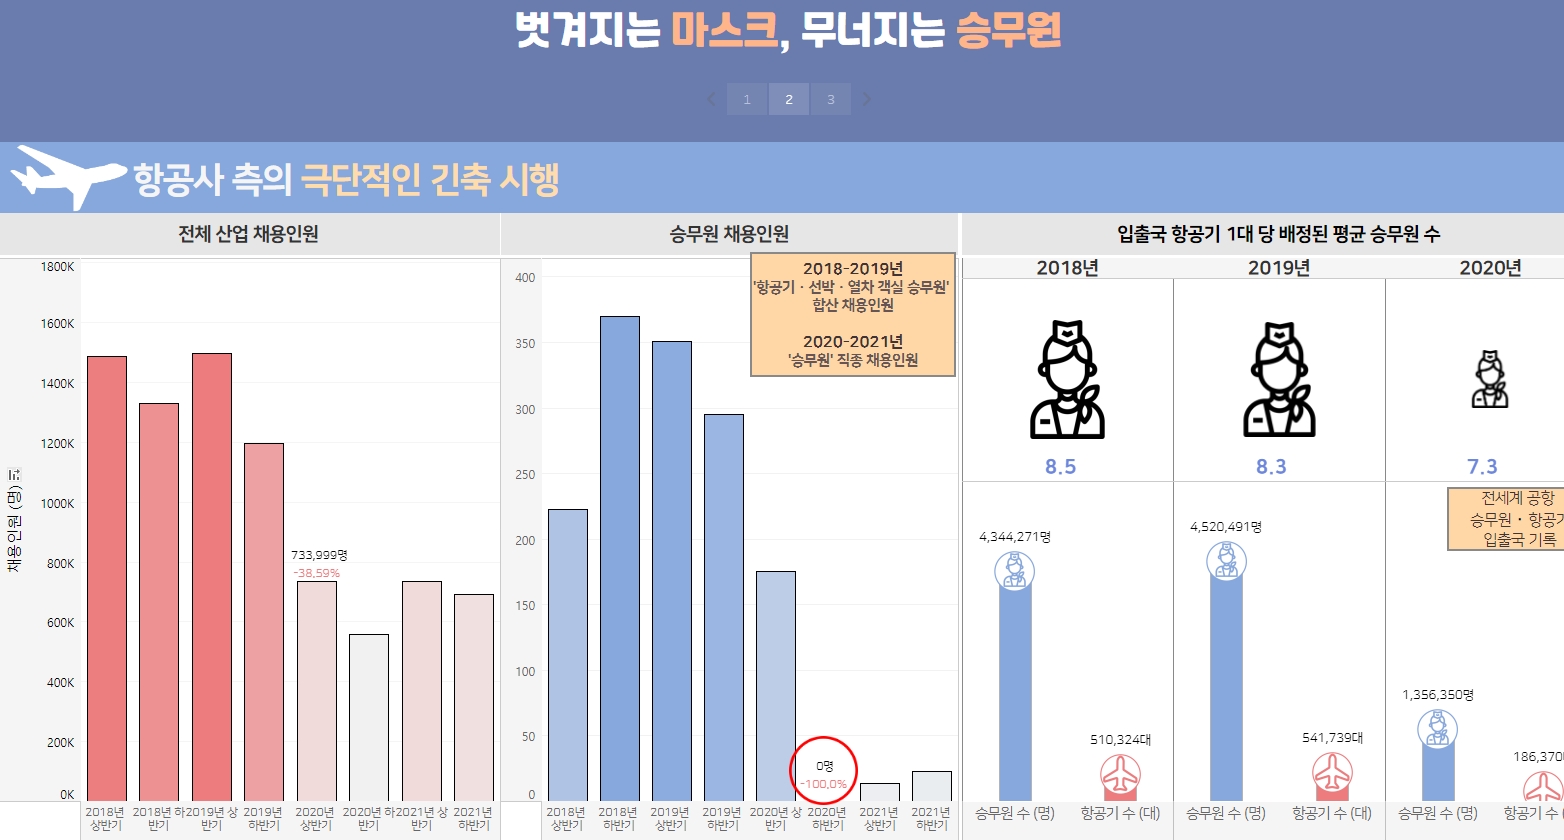 벗겨지는 마스크, 무너지는 승무원
1
2
3
항공사 측의 극단적인 긴축 시행
전체 산업 채용인원
승무원 채용인원
입출국 항공기 1대 당 배정된 평균 승무원 수
채용인원 (명)
1800K
1600K
1400K
1200K
1000K
800K
600K
400K
200K
0K
733,999명
-38,59%
2018년 상반기
2018년 하반기
2019년 상반기
2019년 하반기
2020년 상반기
2020년 하반기
2021년 상반기
2021년 하반기
400
350
300
250
200
150
100
50
0
2018-2019년
'항공기 · 선박 · 열차 객실 승무원'
합산 채용인원
2020-2021년
'승무원' 직종 채용인원
0명
-100,0%
2018년 상반기
2018년 하반기
2019년 상반기
2019년 하반기
2020년 상반기
2020년 하반기
2021년 상반기
2021년 하반기
2018년
2019년
2020년
8.5
8.3
7.3
전세계 공항
승무원 · 항공기
입출국 기록
4,344,271명
510,324대
4,520,491명
541,739대
1,356,350명
186,370
승무원 수 (명)
항공기 수 (대)
승무원 수 (명)
항공기 수 (대)
승무원 수 (명)
항공기 수 (대)